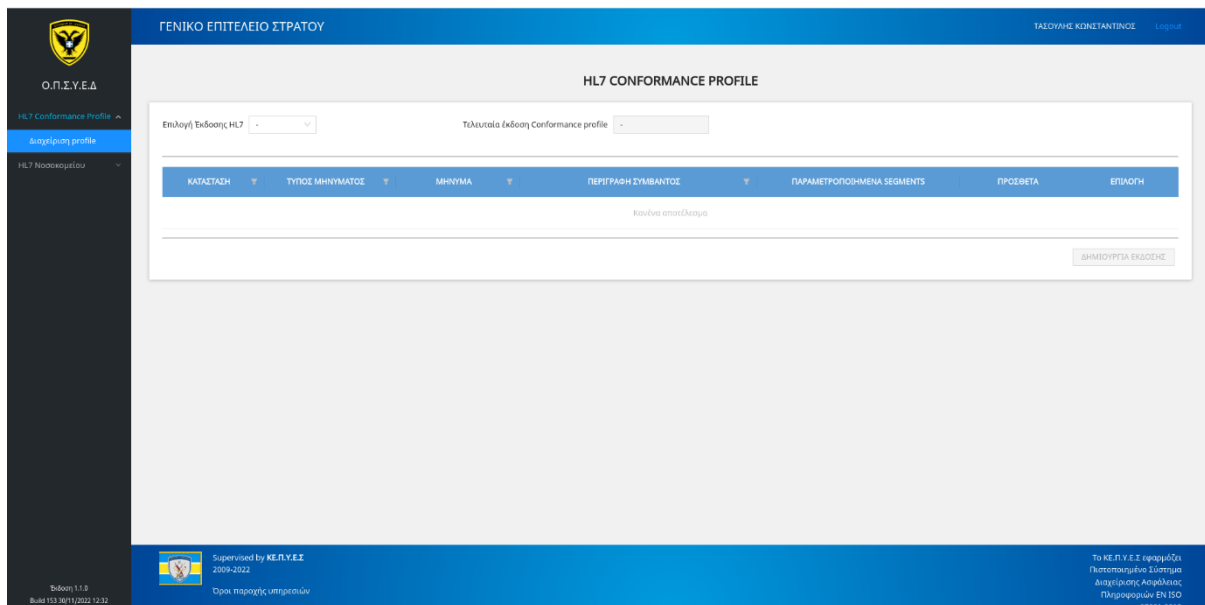 ΓΕΝΙΚΟ ΕΠΙΤΕΛΕΙΟ ΣΤΡΑΤΟΥ
ΤΑΣΟΥΛΗΣ ΚΩΝΣΤΑΝΤΙΝΟΣ
Logout
Ο.Π.Σ.Υ.Ε.Δ
HL7 Conformance Profile
Διαχείριση profile
HL7 Νοσοκομείου
HL7 CONFORMANCE PROFILE
Επιλογή Έκδοσης HL7 -
Τελευταία έκδοση Conformance profile -
ΚΑΤΑΣΤΑΣΗ ΤΥΠΟΣ ΜΗΝΥΜΑΤΟΣ ΜΗΝΥΜΑ ΠΕΡΙΓΡΑΦΗ ΣΥΜΒΑΝΤΟΣ ΠΑΡΑΜΕΤΡΟΠΟΙΗΜΕΝΑ SEGMENTS ΠΡΟΣΘΕΤΑ ΕΠΙΛΟΓΗ
Κανένα αποτέλεσμα
ΔΗΜΙΟΥΡΓΙΑ ΕΚΔΟΣΗΣ
Έκδοση 1.1.0
Build 153 30/11/2022 12:32
Supervised by ΚΕ.Π.Υ.Ε.Σ
2009-2022
Όροι παροχής υπηρεσιών
Το ΚΕ.Π.Υ.Ε.Σ εφαρμόζει
Πιστοποιημένο Σύστημα
Διαχείρισης Ασφάλειας
Πληροφοριών EN ISO